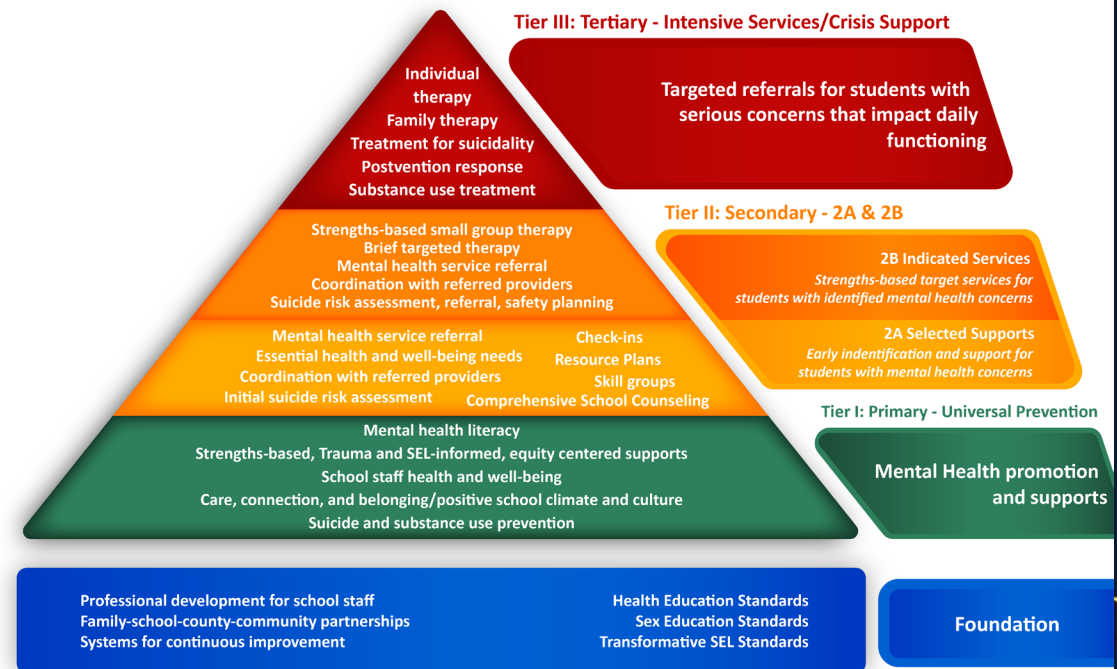 Tier III: Tertiary - Intensive Services/Crisis Support
Individual
therapy
Family therapy
Treatment for suicidality
Postvention response
Substance use treatment
Targeted referrals for students with
serious concerns that impact daily
functioning
Tier II: Secondary - 2A & 2B
Strengths-based small group therapy
Brief targeted therapy
Mental health service referral
Coordination with referred providers
Suicide risk assessment, referral, safety planning
2B Indicated Services
Strengths-based target services for
students with identified mental health concerns
Mental health service referral
Essential health and well-being needs
Coordination with referred providers
Initial suicide risk assessment
Check-ins
Resource Plans
Skill groups
Comprehensive School Counseling
2A Selected Supports
Early indentification and support for
students with mental health concerns
Tier I: Primary - Universal Prevention
Mental health literacy
Strengths-based, Trauma and SEL-informed, equity centered supports
School staff health and well-being
Care, connection, and belonging/positive school climate and culture
Suicide and substance use prevention
Mental Health promotion
and supports
Professional development for school staff
Family-school-county-community partnerships
Systems for continuous improvement
Health Education Standards
Sex Education Standards
Transformative SEL Standards
Foundation